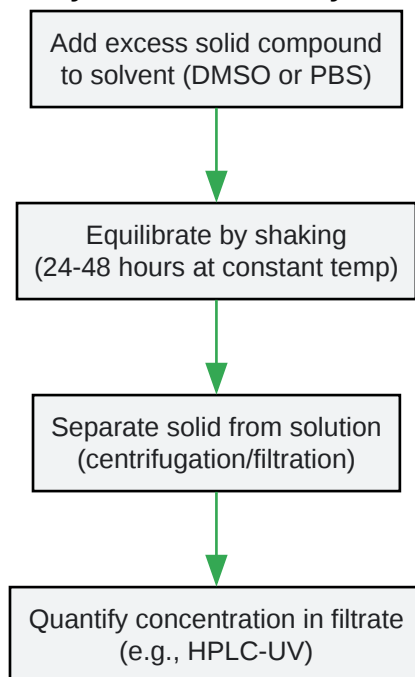 Add excess solid compound
to solvent (DMSO or PBS)
Equilibrate by shaking
(24-48 hours at constant temp)
Separate solid from solution
(centrifugation/filtration)
Quantify concentration in filtrate
(e.g., HPLC-UV)